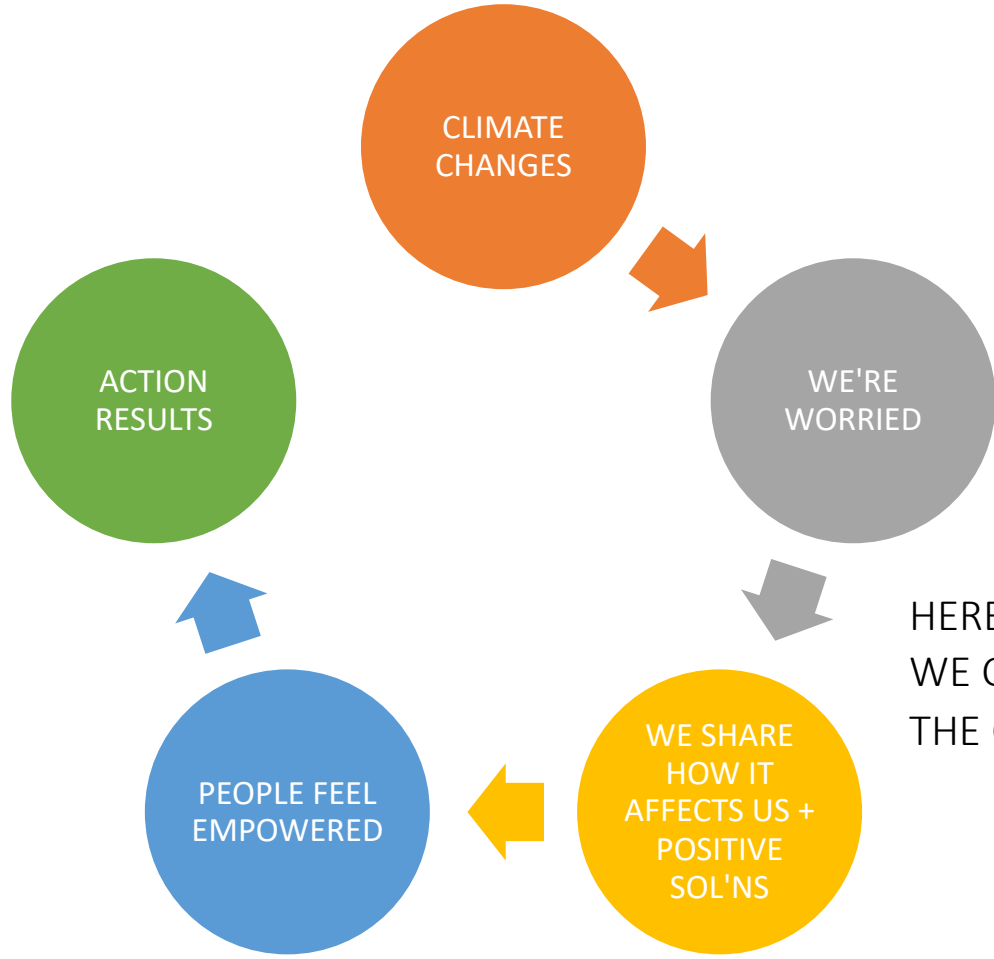 CLIMATE
CHANGES
WE'RE
WORRIED
WE SHARE
HOW IT
AFFECTS US +
POSITIVE
SOL'NS
PEOPLE FEEL
EMPOWERED
ACTION
RESULTS
HERE
WE
THE